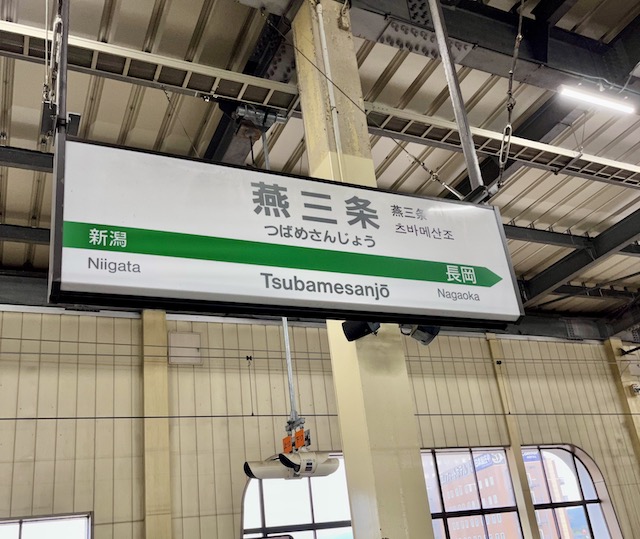 燕三条
つばめさんじょう
燕三条
츠바메산조
新潟
Niigata
長岡
Nagaoka
Tsubamesanjō